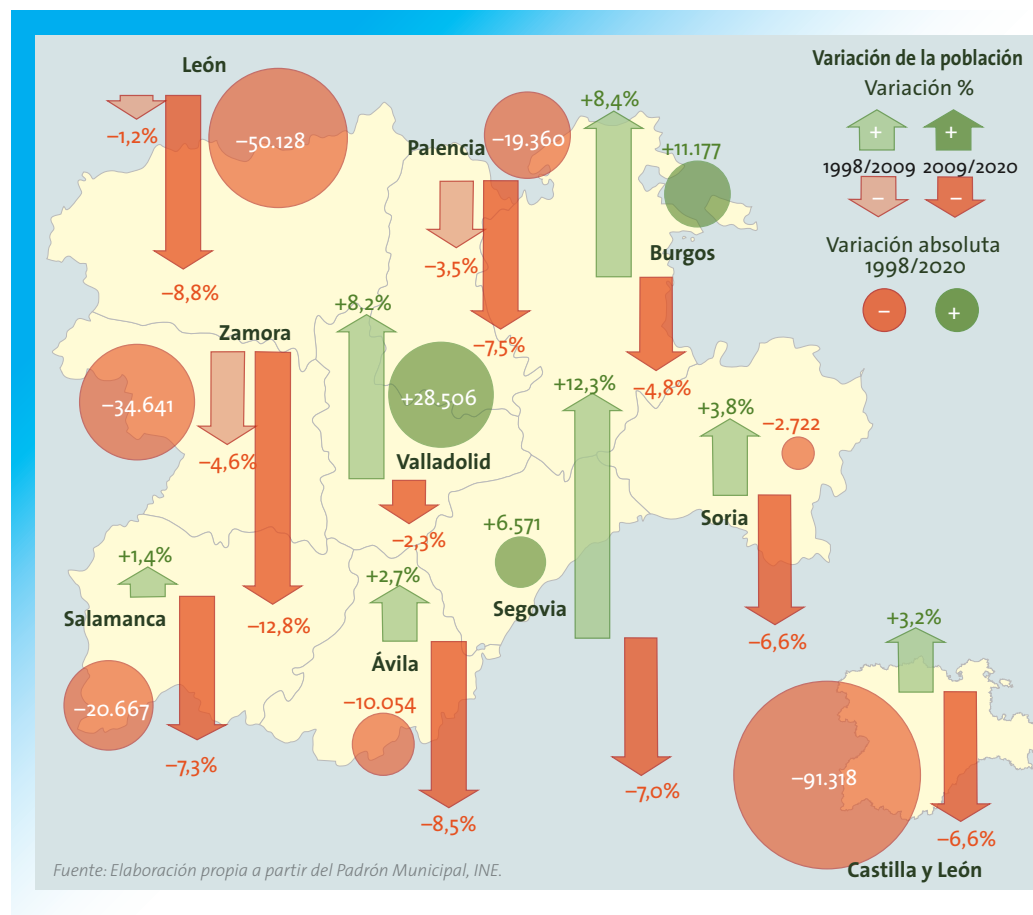 Variación de la población
Variación %
+ +
1998/2009 2009/2020
– –
Variación absoluta
1998/2020
– +
León
–1,2%
–50.128
–8,8%
Palencia
–19.360
–3,5%
–7,5%
+8,4%
+11.177
Burgos
–4,8%
Zamora
–34.641
–4,6%
–12,8%
+8,2%
+28.506
Valladolid
–2,3%
+12,3%
+6.571
Segovia
–7,0%
+3,8%
–2.722
Soria
–6,6%
+1,4%
Salamanca
–20.667
–7,3%
+2,7%
Ávila
–10.054
–8,5%
+3,2%
–91.318
–6,6%
Castilla y León
Fuente: Elaboración propia a partir del Padrón Municipal, INE.